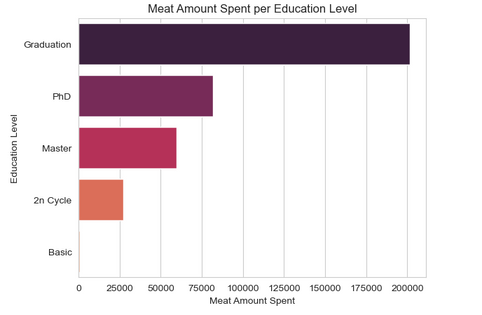 Meat Amount Spent per Education Level
Education Level
Graduation
PhD
Master
2n Cycle
Basic
0 25000 50000 75000 100000 125000 150000 175000 200000
Meat Amount Spent